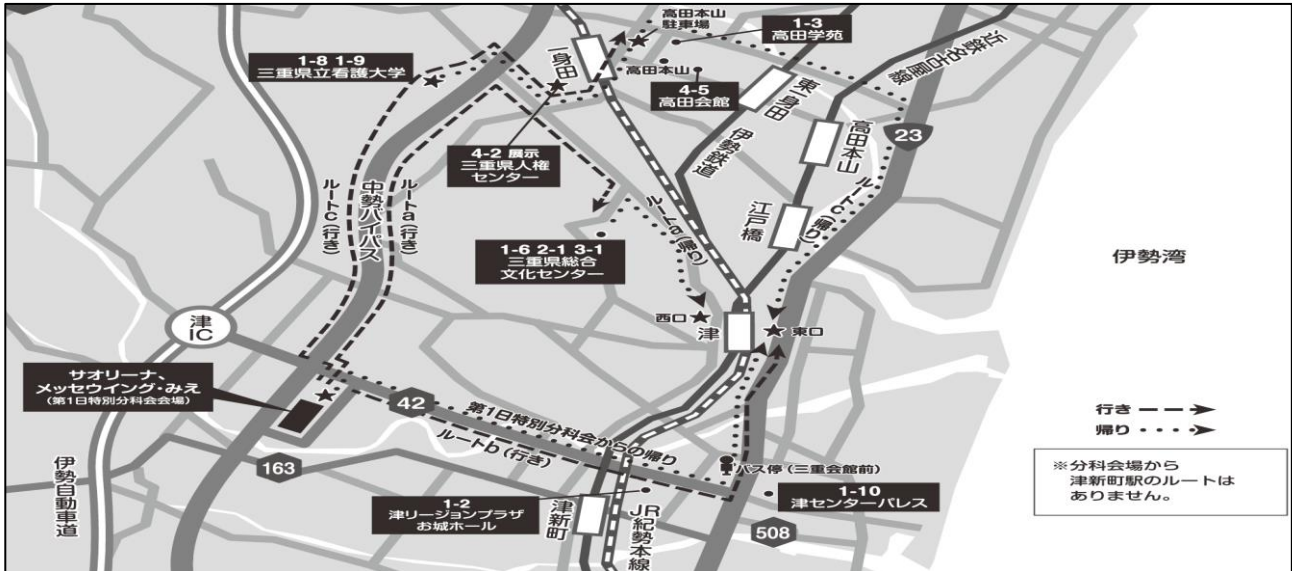 高田本山
駐車場
1-3
高田学苑
1-8 1-9
三重県立看護大学
一身田
高田本山
4-5
高田会館
東一身田
近鉄名古屋線
高田本山
23
伊勢鉄道
4-2 展示
三重県人権
センター
ルートc(行き)
中勢バイパス
ルートa(行き)
ルートa(帰り)
江戸橋
ルートc(帰り)
1-6 2-1 3-1
三重県総合
文化センター
伊勢湾
西口
津
東口
津
IC
サオリーナ、
メッセウイング・みえ
(第1日特別分科会会場)
42
第1日特別分科会からの帰り
ルートb(行き)
行き
帰り
163
バス停(三重会館前)
※分科会場から
津新町駅のルートは
ありません。
伊勢自動車道
1-2
津リージョンプラザ
お城ホール
津新町
JR紀勢本線
1-10
津センターパレス
508